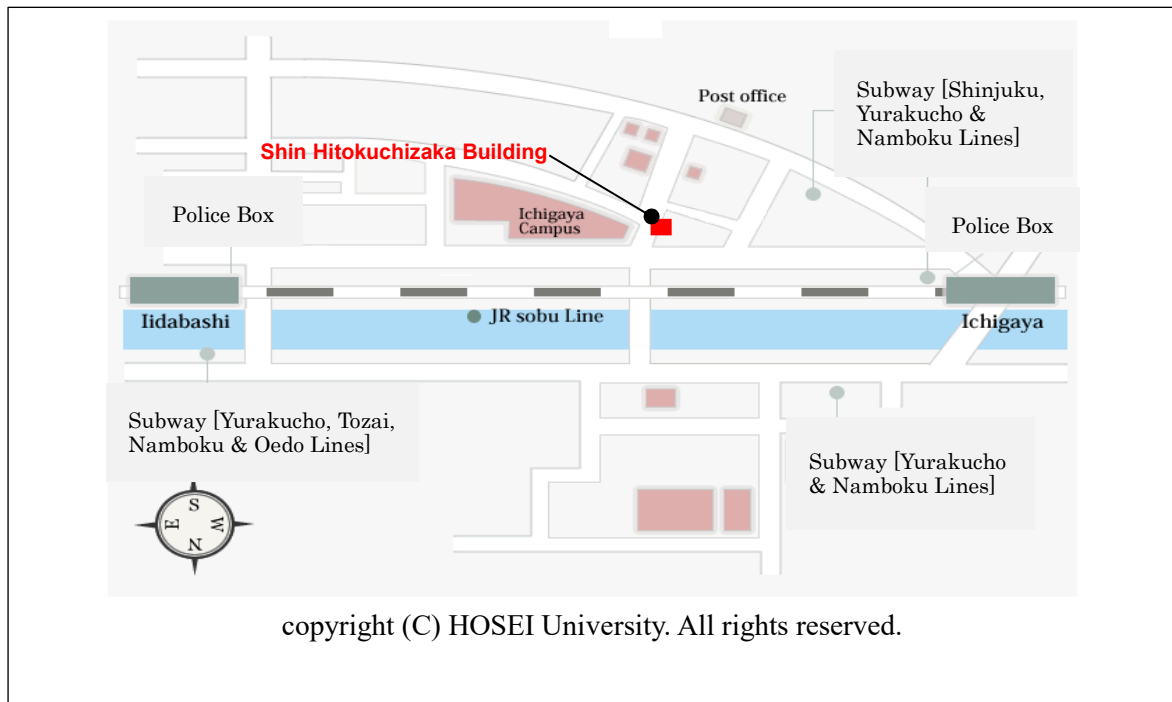 Post office
Subway [Shinjuku,
Yurakucho &
Namboku Lines]
Shin Hitokuchizaka Building
Police Box
Ichigaya
Campus
Police Box
Iidabashi
JR sobu Line
Ichigaya
Subway [Yurakucho, Tozai,
Namboku & Oedo Lines]
Subway [Yurakucho
& Namboku Lines]
S
E
W
N
copyright (C) HOSEI University. All rights reserved.